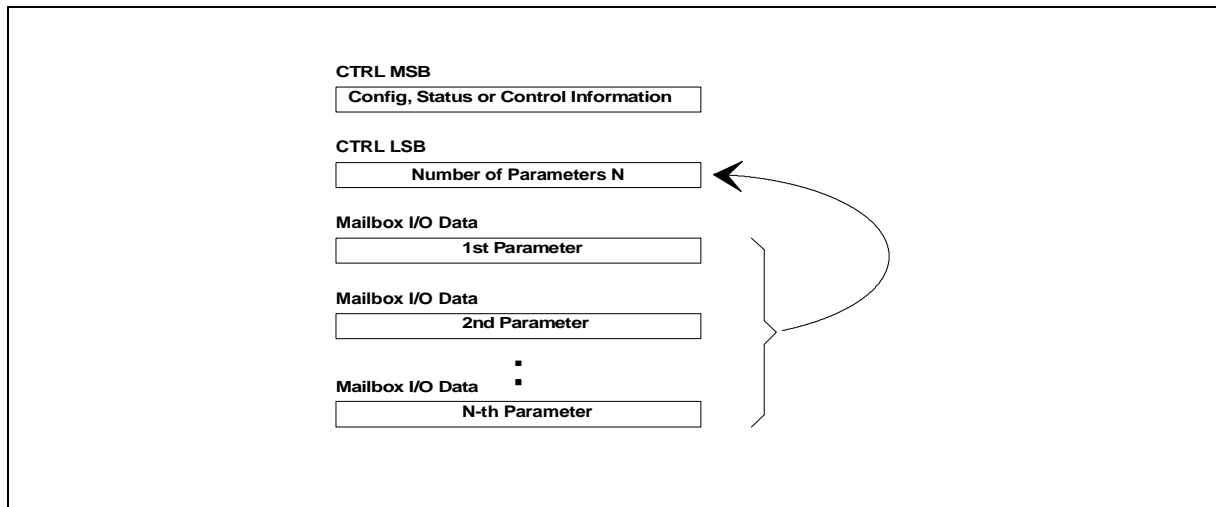 CTRL MSB
Config, Status or Control Information
CTRL LSB
Number of Parameters N
Mailbox I/O Data
1st Parameter
Mailbox I/O Data
2nd Parameter
Mailbox I/O Data
N-th Parameter